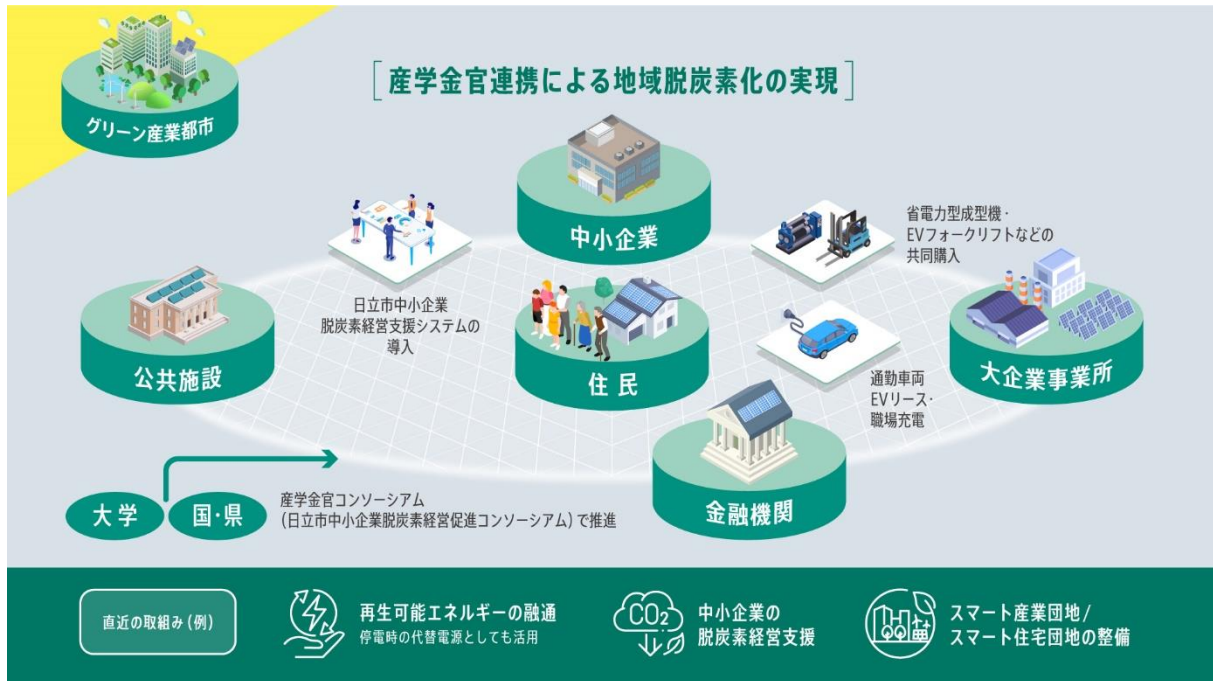 グリーン産業都市
[産学金官連携による地域脱炭素化の実現]
中小企業
省電力型成型機・
EVフォークリフトなどの
共同購入
日立市中小企業
脱炭素経営支援システムの
導入
公共施設
住民
大企業事業所
通勤車両
EVリース・
職場充電
金融機関
大学
国・県
産学金官コンソーシアム
(日立市中小企業脱炭素経営促進コンソーシアム)で推進
直近の取組み(例)
再生可能エネルギーの融通
停電時の代替電源としても活用
CO2
中小企業の
脱炭素経営支援
スマート産業団地/
スマート住宅団地の整備